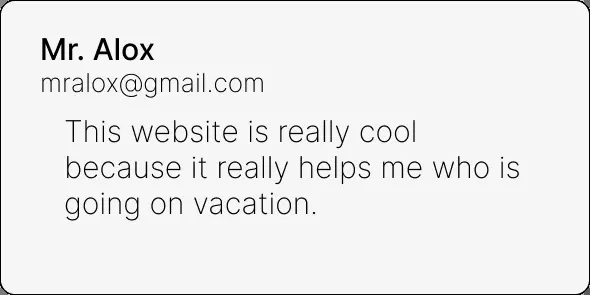 Mr. Alox
mralox@gmail.com
This website is really cool
because it really helps me who is
going on vacation.